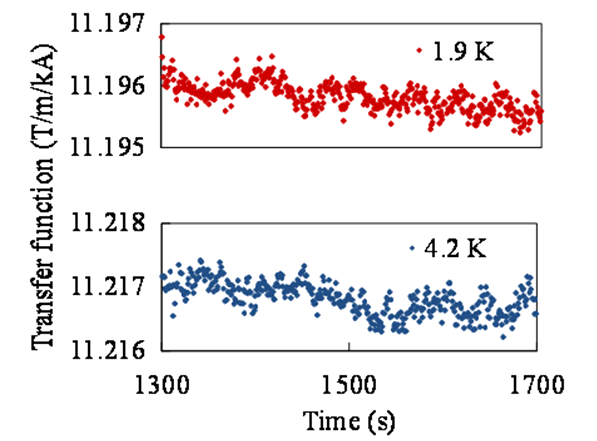 11.197
1.9 K
11.196
11.195
Transfer function (T/m/kA)
11.218
4.2 K
11.217
11.216
1300 1500 1700
Time (s)